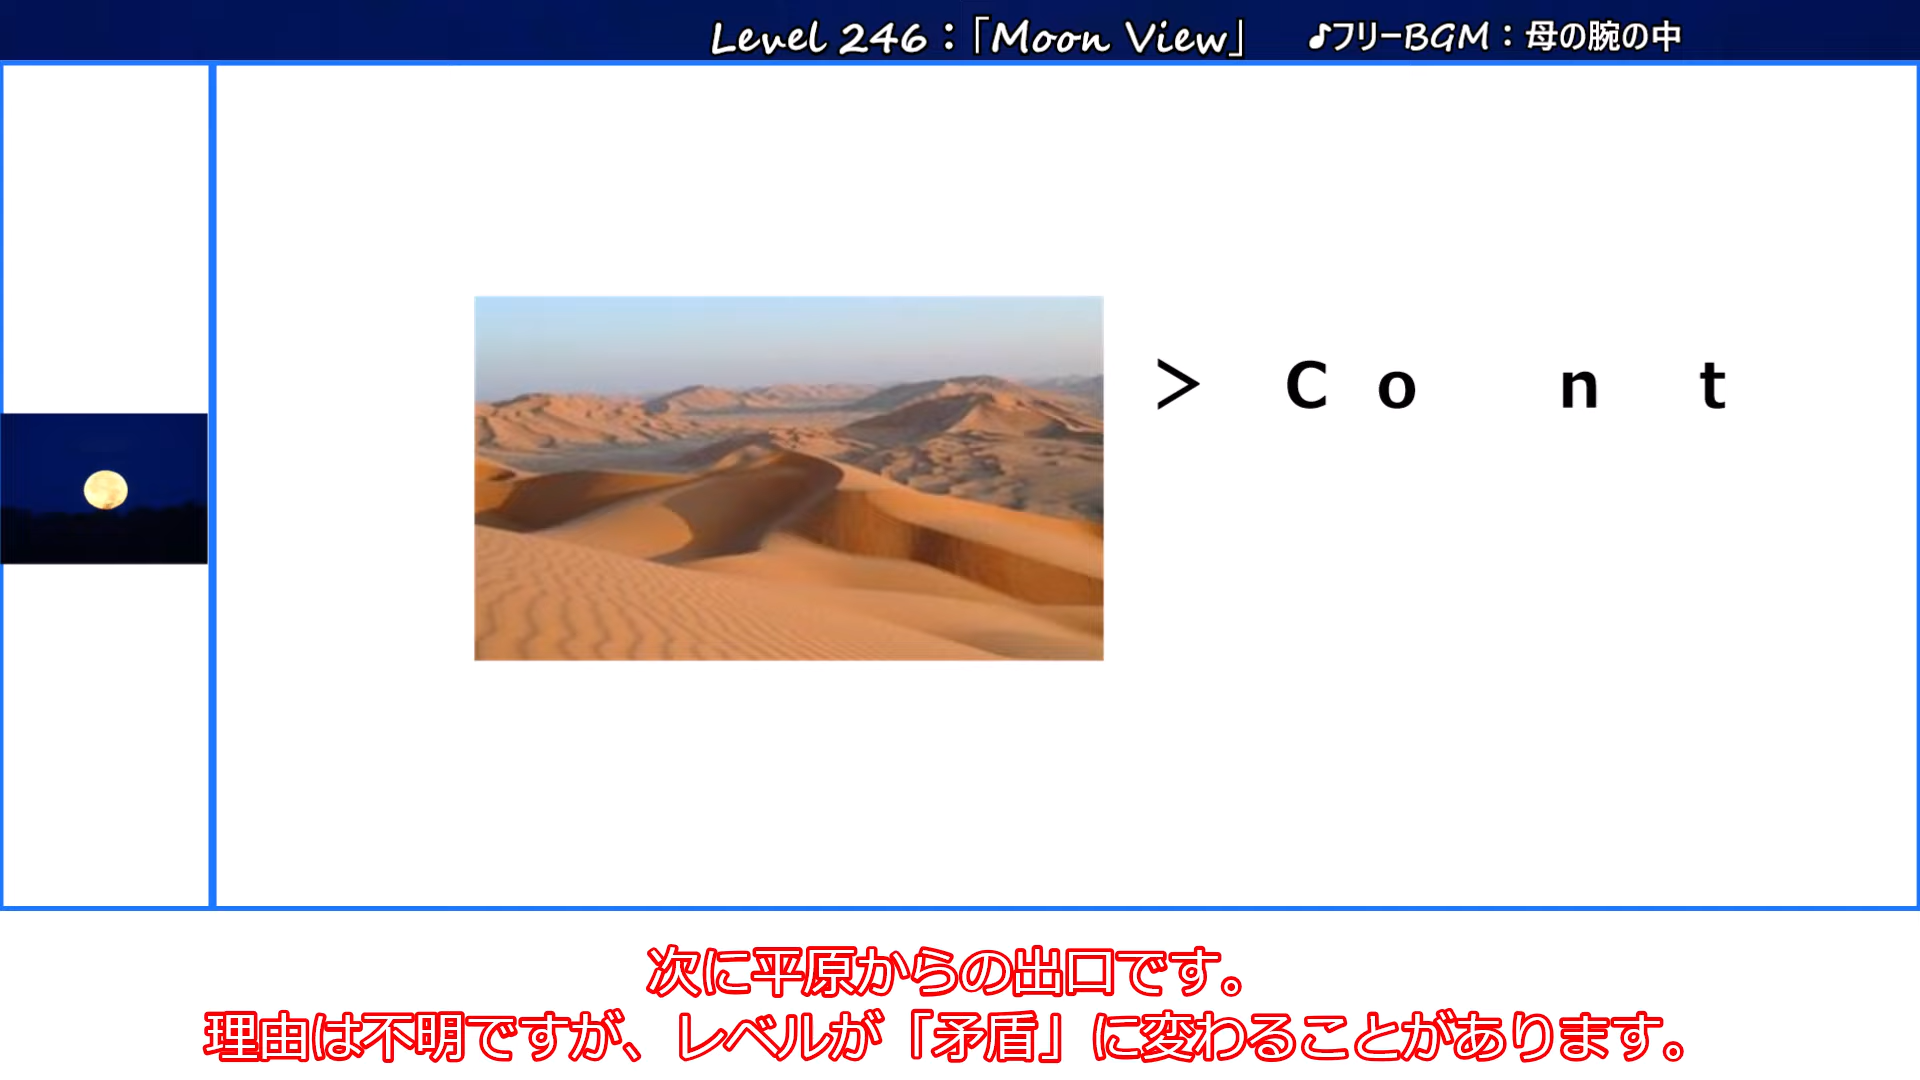 Level 246：「Moon View」 ♪フリーBGM：母の腕の中
> C o n t
次に平原からの出口です。
理由は不明ですが、レベルが「矛盾」に変わることがあります。